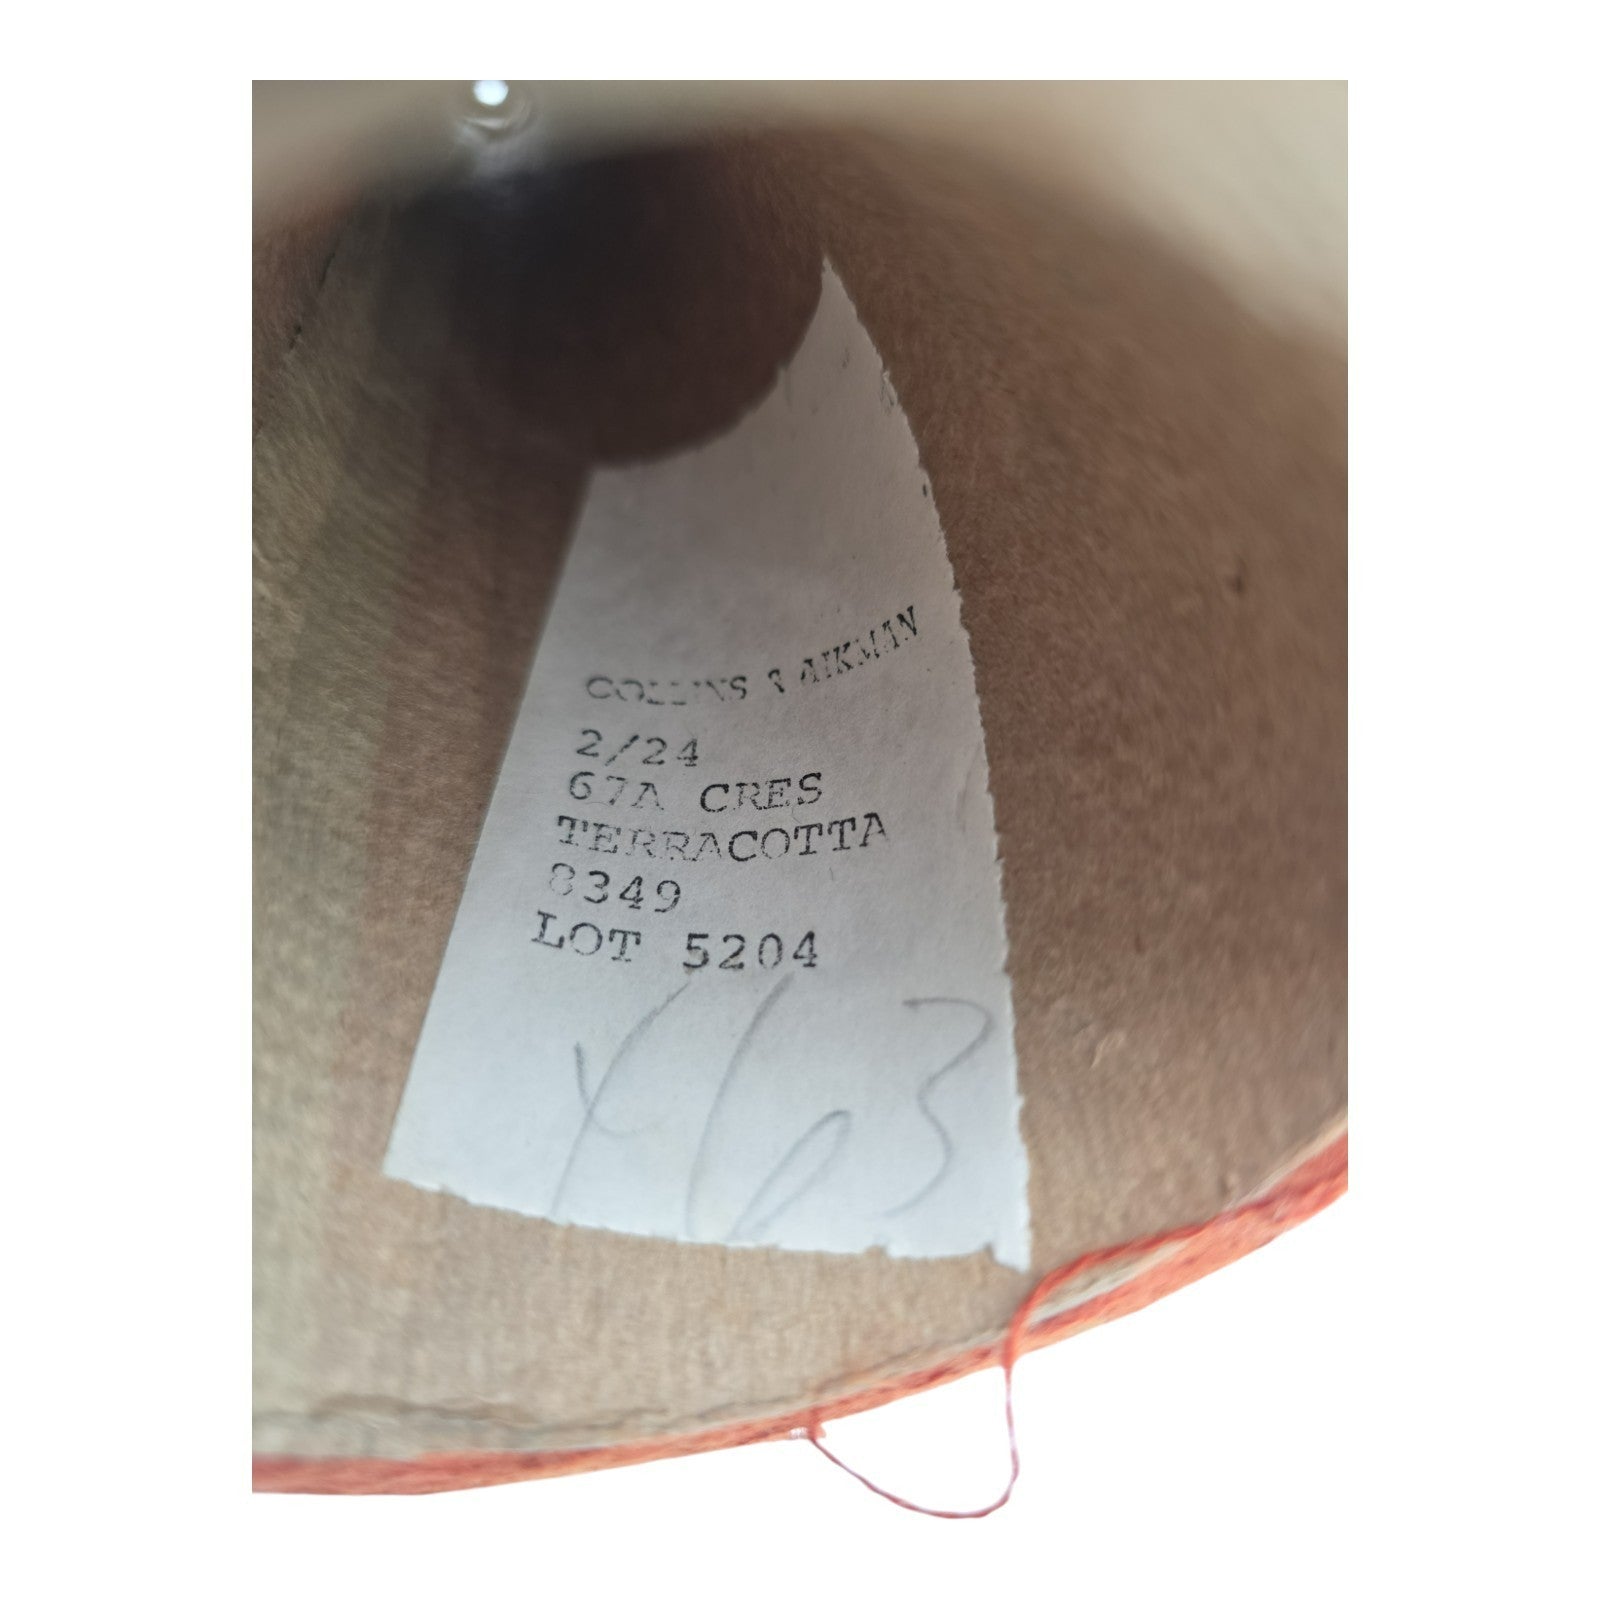 COLLINS & AIKMAN
2/24
67A CRES
TERRACOTTA
8349
LOT 5204
463